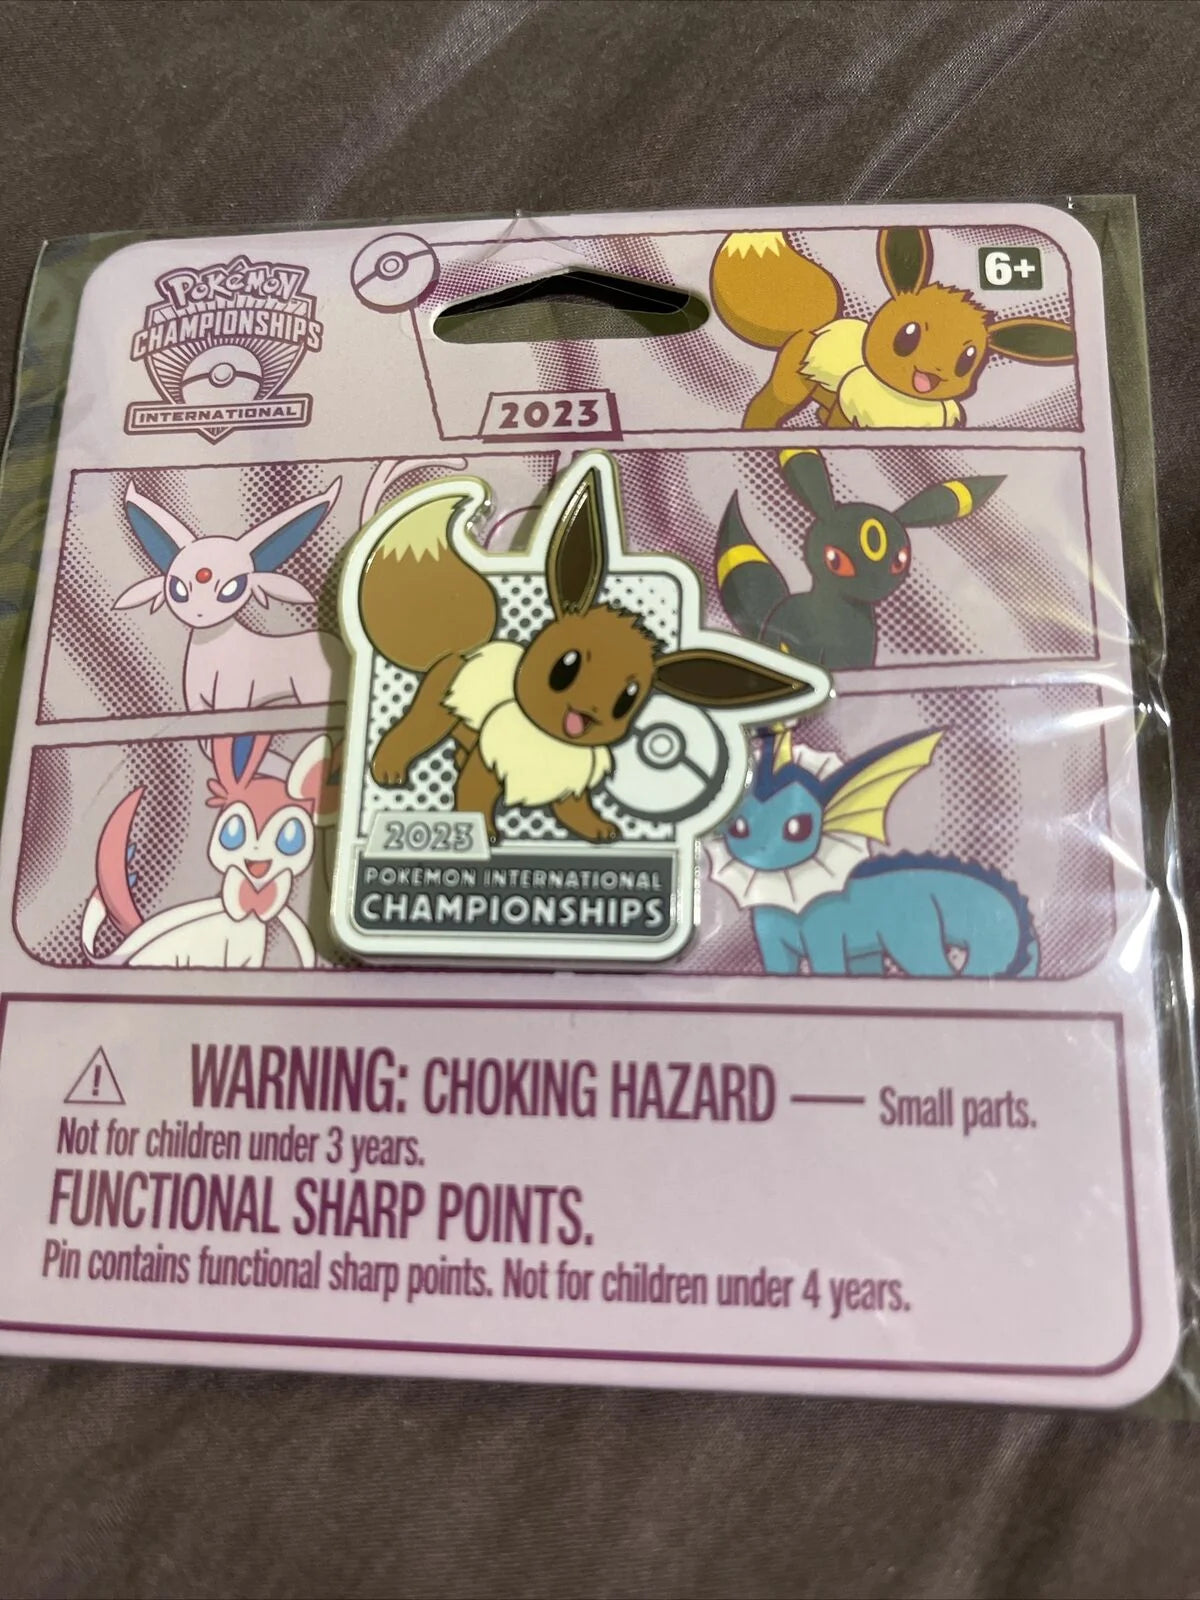 Pokémon
CHAMPIONSHIPS
INTERNATIONAL
2023
6+
2023
POKÉMON INTERNATIONAL
CHAMPIONSHIPS
! WARNING: CHOKING HAZARD — Small parts.
Not for children under 3 years.
FUNCTIONAL SHARP POINTS.
Pin contains functional sharp points. Not for children under 4 years.